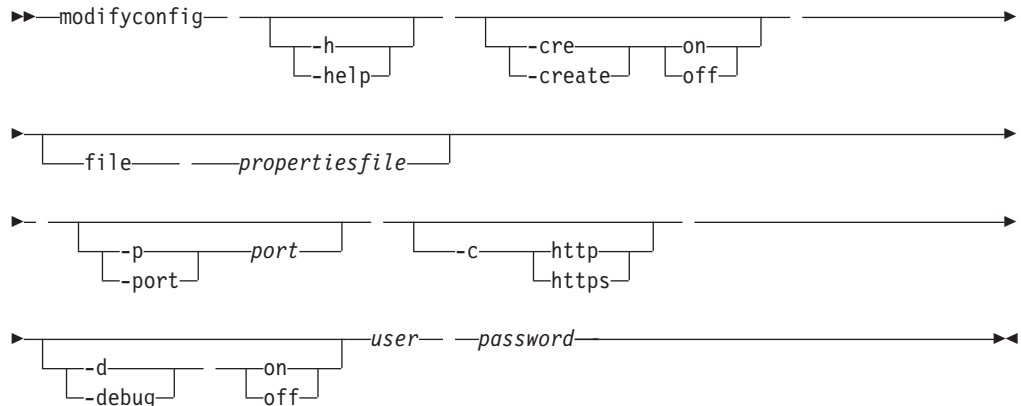 modifyconfig -h -cre on
-help -create off
file propertiesfile
-p port -c http
-port https
user password
-d on
-debug off